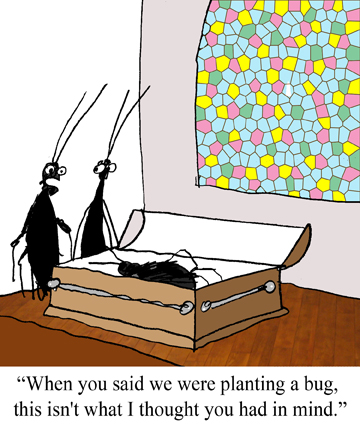 “When you said we were planting a bug,
this isn't what I thought you had in mind.”